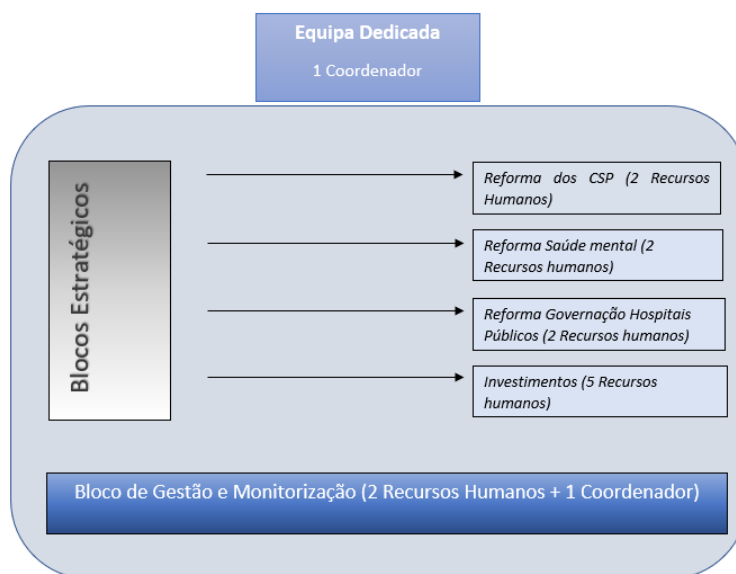 Equipa Dedicada
1 Coordenador
Blocos Estratégicos
Reforma dos CSP (2 Recursos
Humanos)
Reforma Saúde mental (2
Recursos humanos)
Reforma Governação Hospitais
Públicos (2 Recursos humanos)
Investimentos (5 Recursos
humanos)
Bloco de Gestão e Monitorização (2 Recursos Humanos + 1 Coordenador)